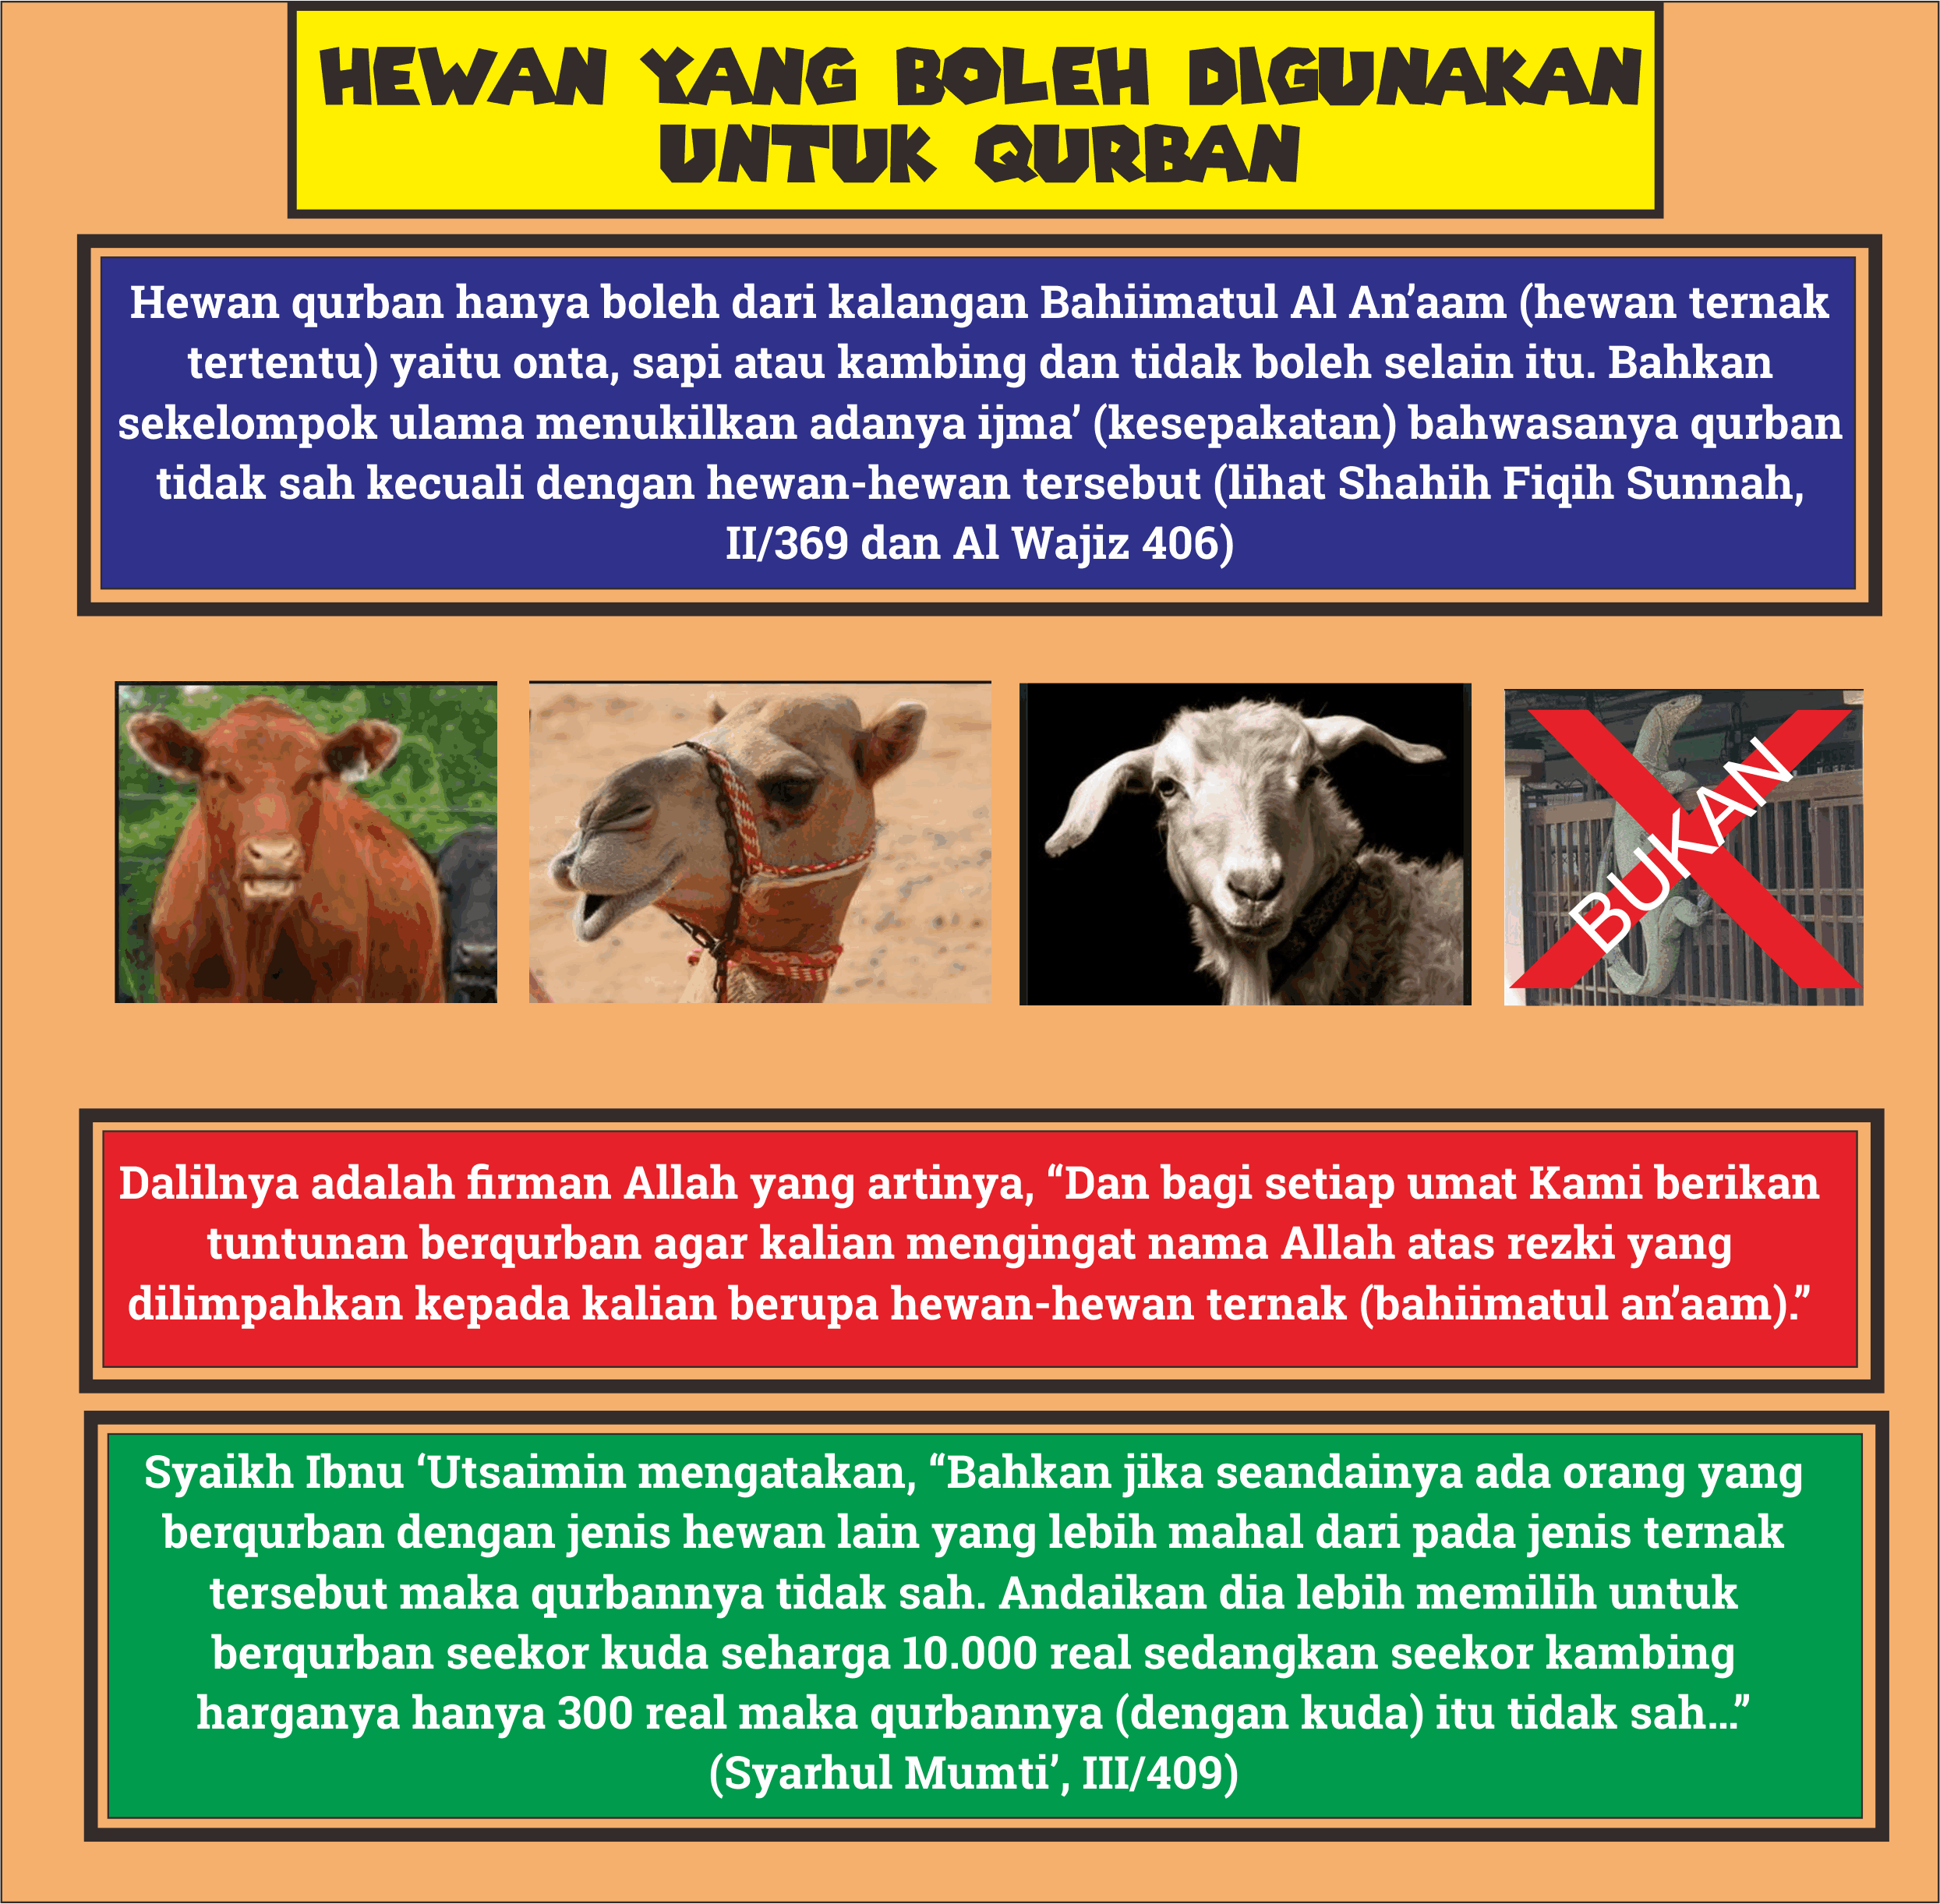 HEWAN YANG BOLEH DIGUNAKAN
UNTUK QURBAN
Hewan qurban hanya boleh dari kalangan Bahiimatul Al An’aam (hewan ternak
tertentu) yaitu onta, sapi atau kambing dan tidak boleh selain itu. Bahkan
sekelompok ulama menukilkan adanya ijma’ (kesepakatan) bahwasanya qurban
tidak sah kecuali dengan hewan-hewan tersebut (lihat Shahih Fiqih Sunnah,
II/369 dan Al Wajiz 406)
BUKAN
Dalilnya adalah firman Allah yang artinya, “Dan bagi setiap umat Kami berikan
tuntunan berqurban agar kalian mengingat nama Allah atas rezki yang
dilimpahkan kepada kalian berupa hewan-hewan ternak (bahiimatul an’aam).”
Syaikh Ibnu ‘Utsaimin mengatakan, “Bahkan jika seandainya ada orang yang
berqurban dengan jenis hewan lain yang lebih mahal dari pada jenis ternak
tersebut maka qurbannya tidak sah. Andaikan dia lebih memilih untuk
berqurban seekor kuda seharga 10.000 real sedangkan seekor kambing
harganya hanya 300 real maka qurbannya (dengan kuda) itu tidak sah...”
(Syarhul Mumti’, III/409)